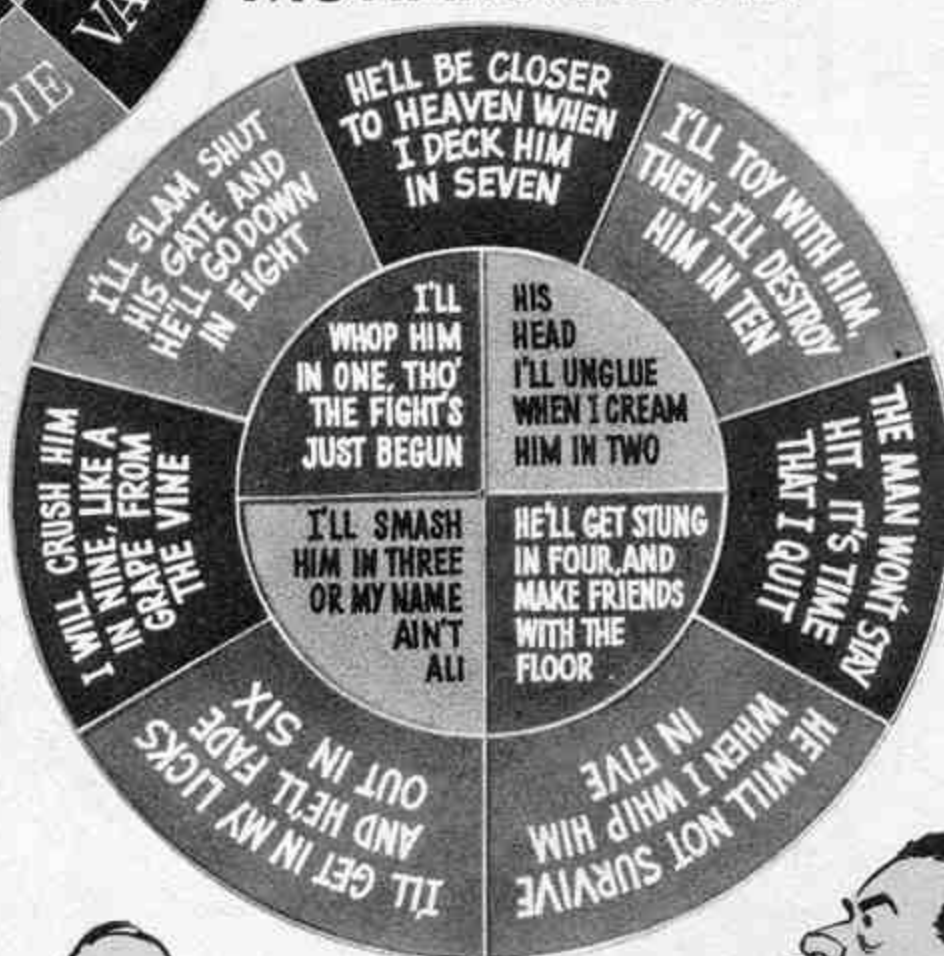 DIE
HE'LL BE CLOSER
TO HEAVEN WHEN
I DECK HIM
IN SEVEN
I'LL TOY WITH HIM,
THEN-I'LL DESTROY
HIM IN TEN
THE MAN WON'T STAY
HIT, IT'S TIME
THAT I QUIT
HE WILL NOT SURVIVE
WHEN I WHIP HIM
IN FIVE
I'LL GET IN MY LICKS
AND HE'LL FADE
OUT IN SIX
I WILL CRUSH HIM
IN NINE, LIKE A
GRAPE FROM
THE VINE
I'LL SLAM SHUT
HIS GATE AND
HE'LL GO DOWN
IN EIGHT
I'LL
WHOP HIM
IN ONE, THO'
THE FIGHT'S
JUST BEGUN
HIS
HEAD
I'LL UNGLUE
WHEN I CREAM
HIM IN TWO
I'LL SMASH
HIM IN THREE
OR MY NAME
AIN'T
ALI
HE'LL GET STUNG
IN FOUR, AND
MAKE FRIENDS
WITH THE
FLOOR